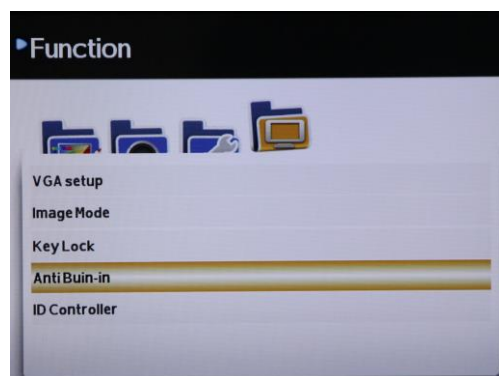 Function
VGA setup
Image Mode
Key Lock
Anti Buin-in
ID Controller